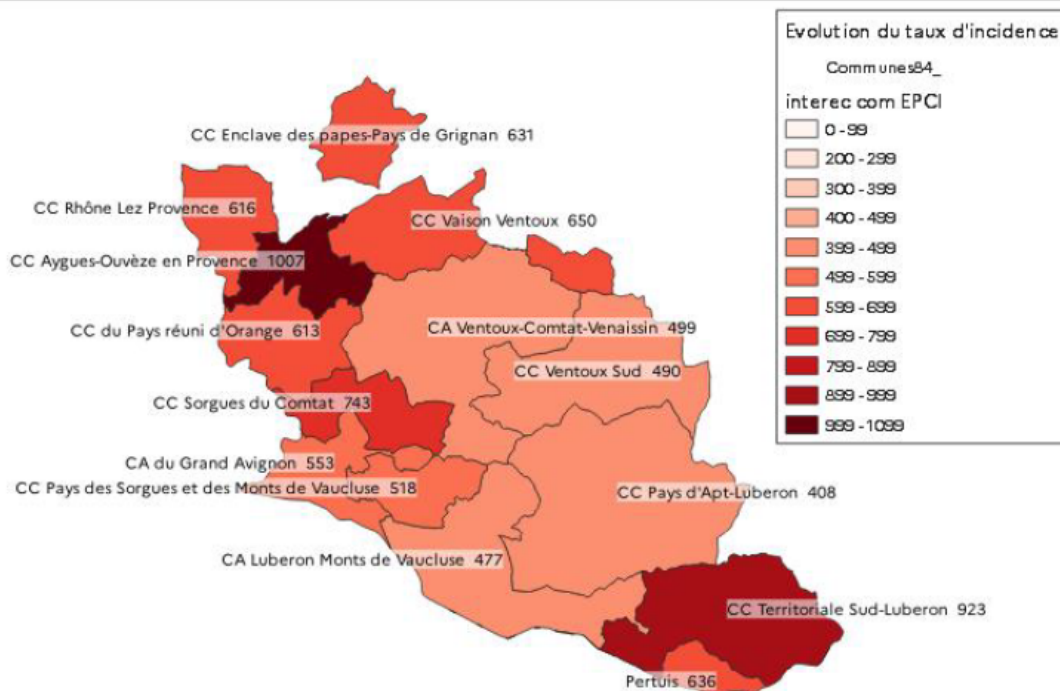 Evolution du taux d'incidence
Communes84_
interec com EPCI
0 - 99
200 - 299
300 - 399
400 - 499
399 - 499
499 - 599
599 - 699
699 - 799
799 - 899
899 - 999
999 - 1099
CC Enclave des papes-Pays de Grignan 631
CC Rhône Lez Provence 616
CC Vaison Ventoux 650
CC Aygues-Ouvèze en Provence 1007
CC du Pays réuni d'Orange 613
CA Ventoux-Comtat-Venaissin 499
CC Ventoux Sud 490
CC Sorgues du Comtat 743
CA du Grand Avignon 553
CC Pays des Sorgues et des Monts de Vaucluse 518
CC Pays d'Apt-Luberon 408
CA Luberon Monts de Vaucluse 477
CC Territoriale Sud-Luberon 923
Pertuis 636